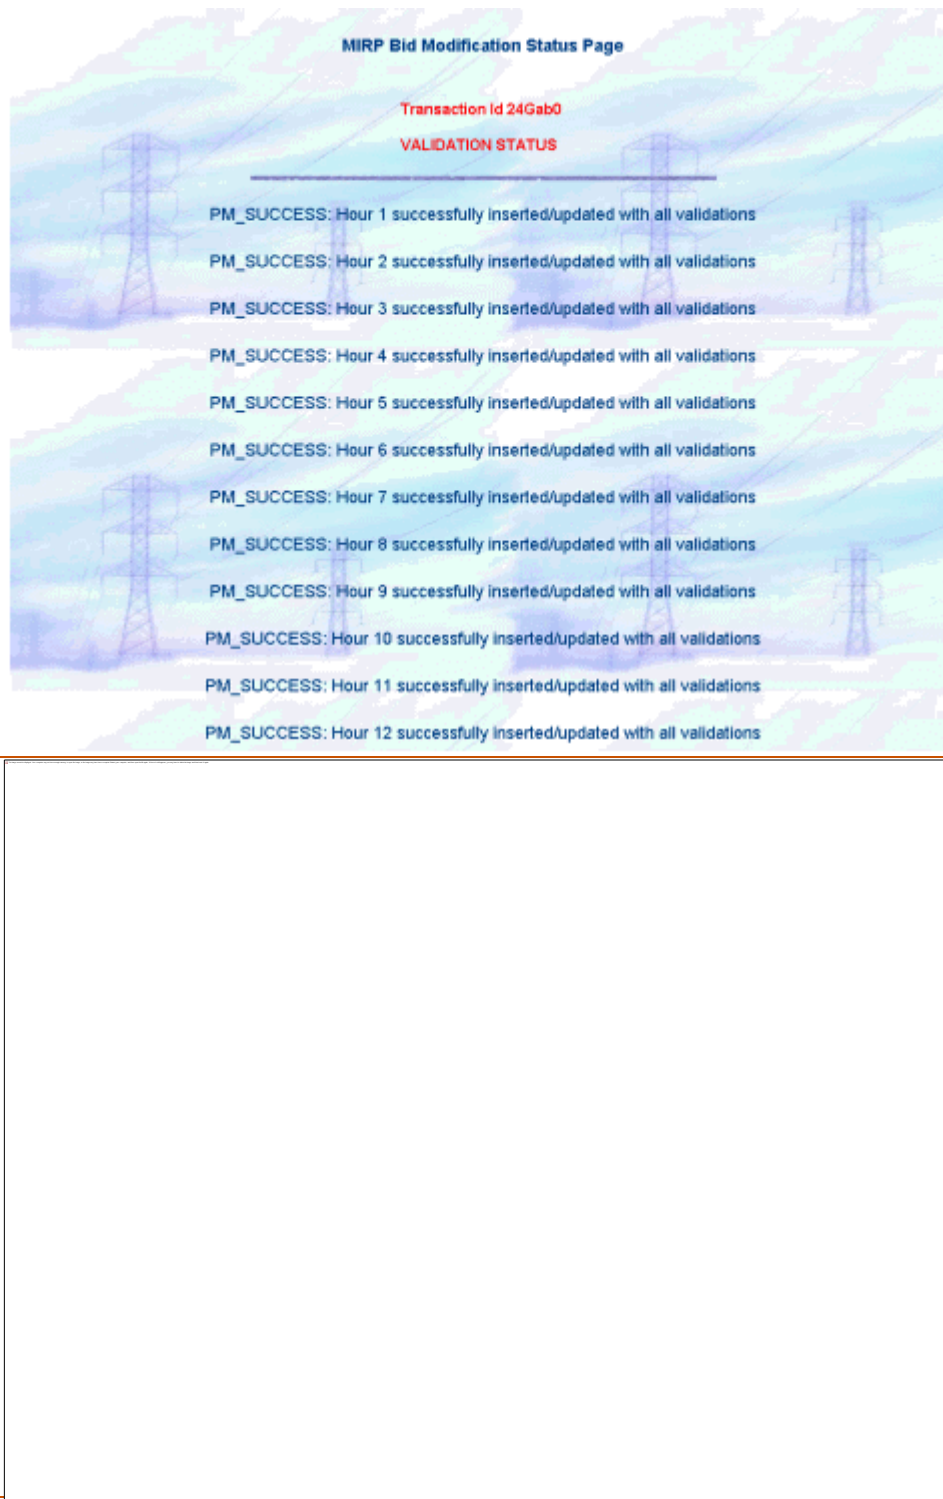 MIRP Bid Modification Status Page
Transaction Id 24Gab0
VALIDATION STATUS
PM_SUCCESS: Hour 1 successfully inserted/updated with all validations
PM_SUCCESS: Hour 2 successfully inserted/updated with all validations
PM_SUCCESS: Hour 3 successfully inserted/updated with all validations
PM_SUCCESS: Hour 4 successfully inserted/updated with all validations
PM_SUCCESS: Hour 5 successfully inserted/updated with all validations
PM_SUCCESS: Hour 6 successfully inserted/updated with all validations
PM_SUCCESS: Hour 7 successfully inserted/updated with all validations
PM_SUCCESS: Hour 8 successfully inserted/updated with all validations
PM_SUCCESS: Hour 9 successfully inserted/updated with all validations
PM_SUCCESS: Hour 10 successfully inserted/updated with all validations
PM_SUCCESS: Hour 11 successfully inserted/updated with all validations
PM_SUCCESS: Hour 12 successfully inserted/updated with all validations